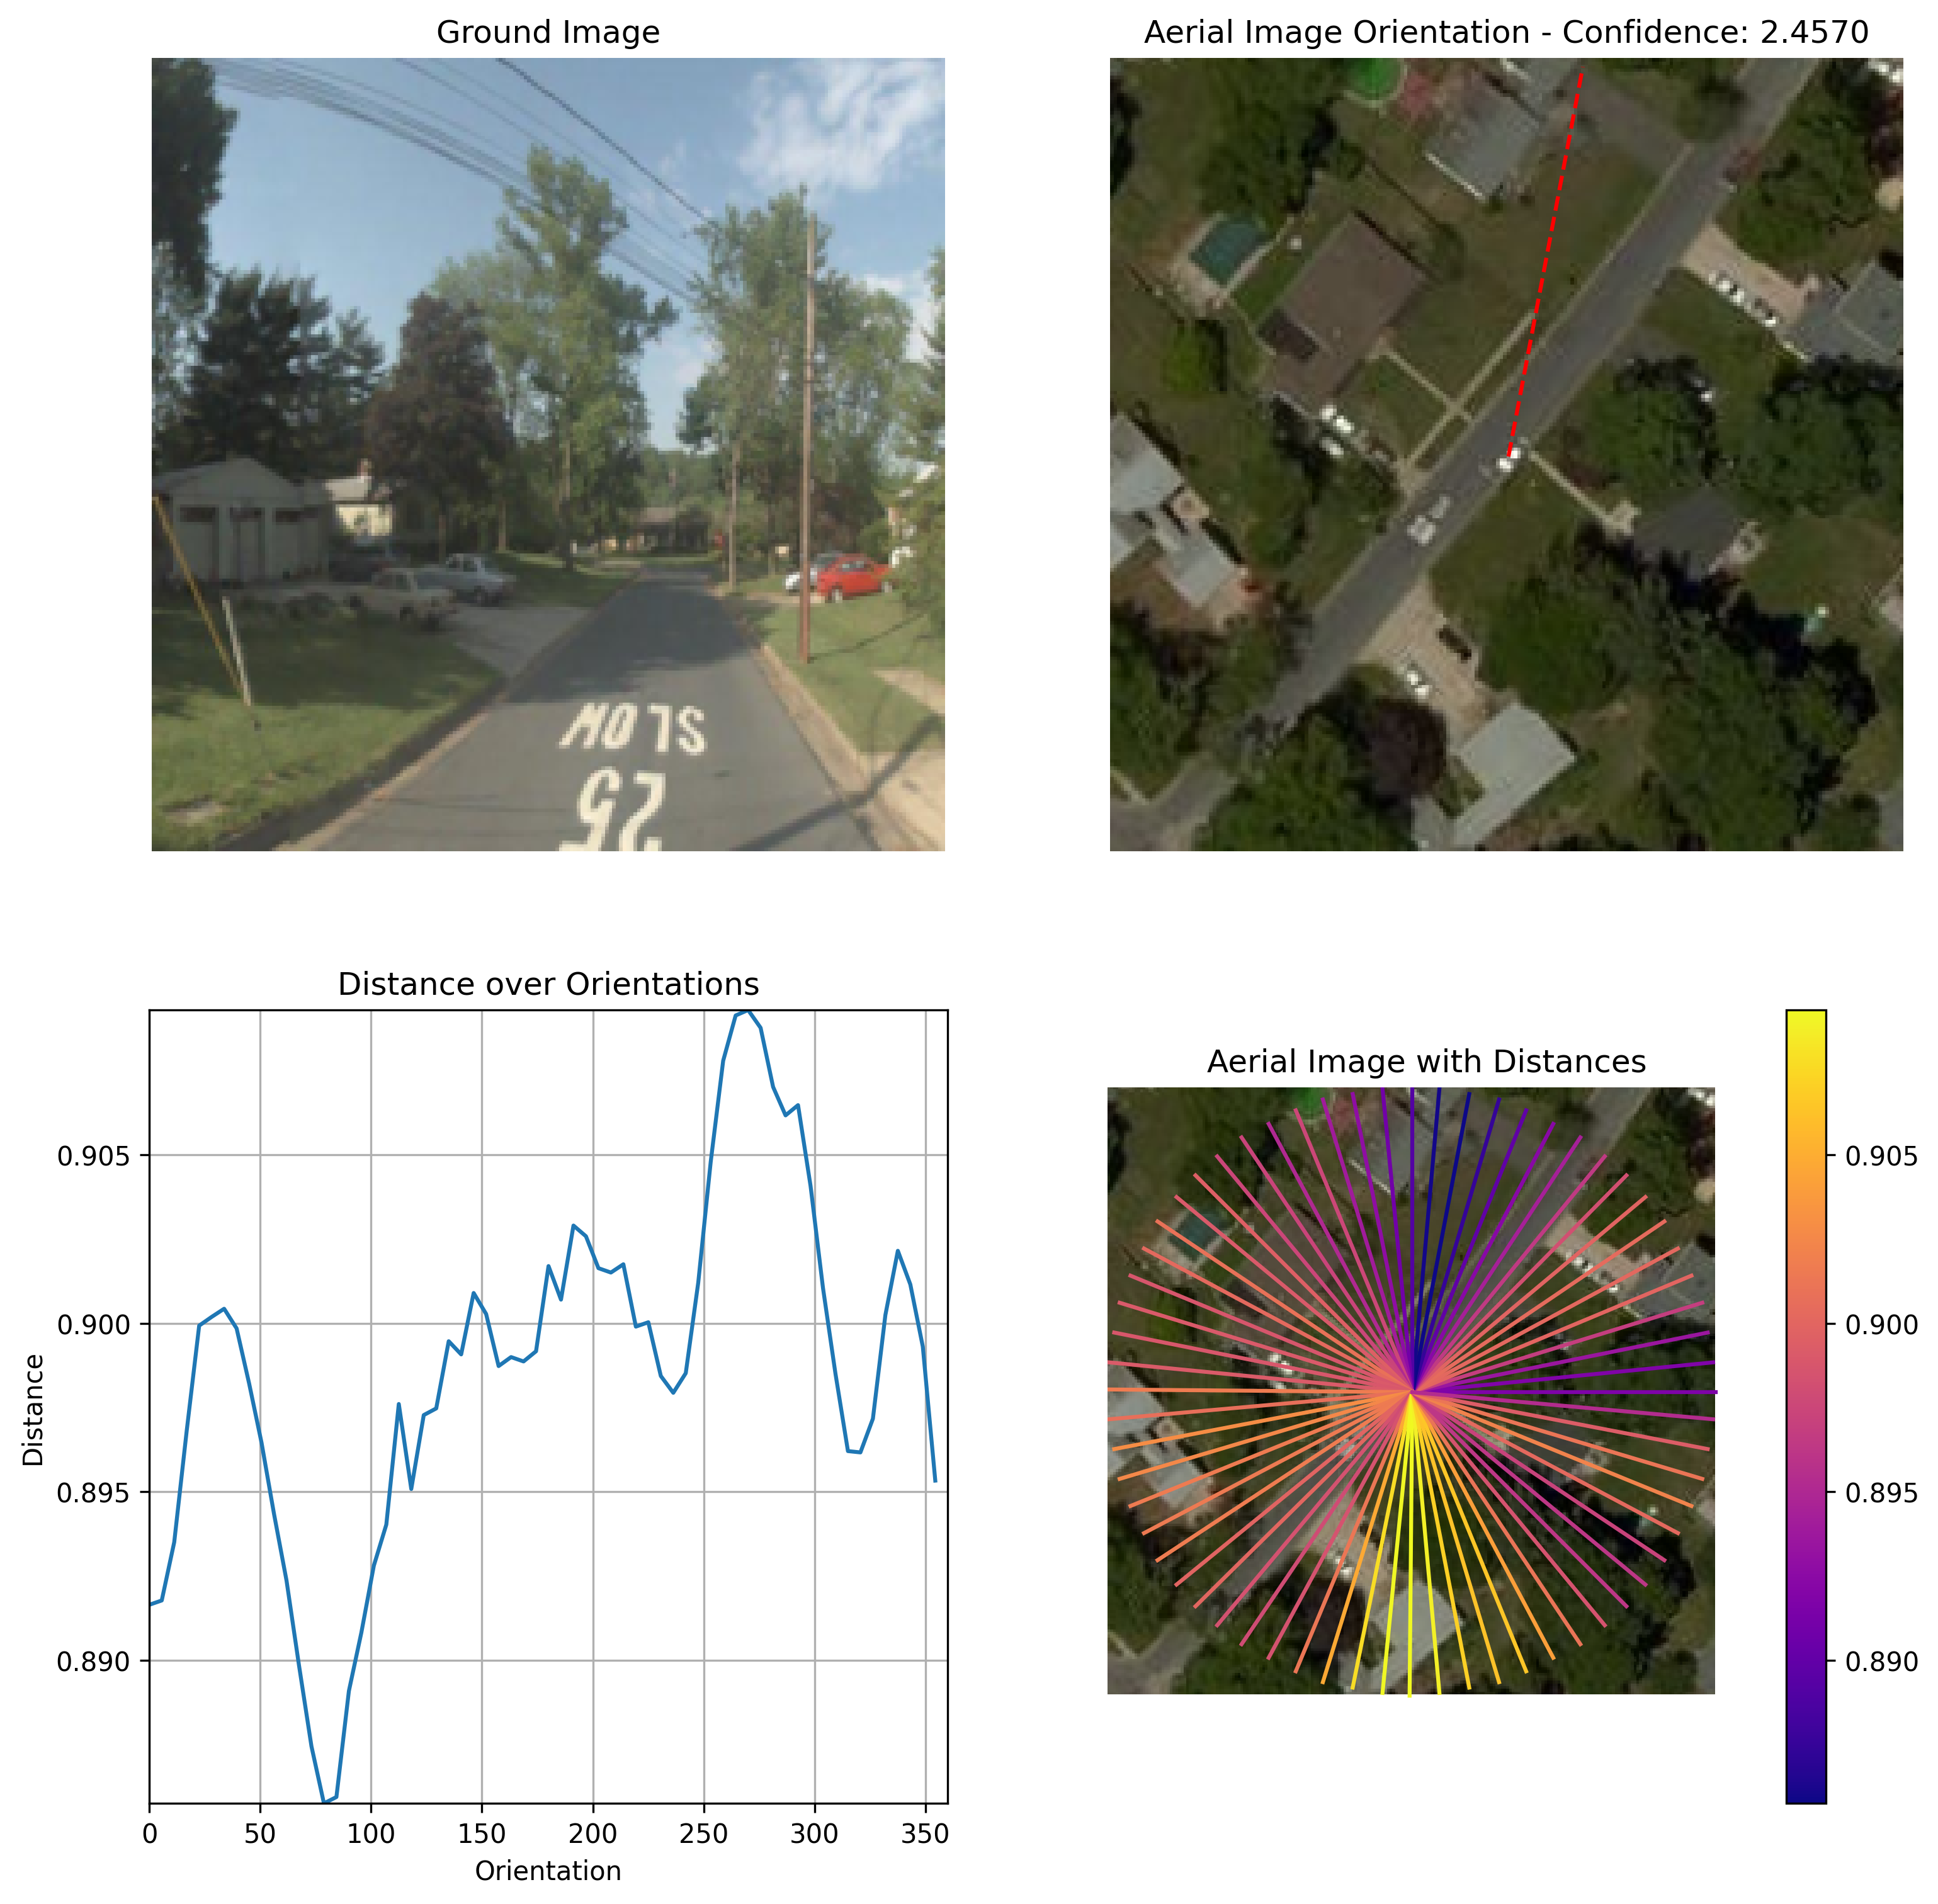 Ground Image
Aerial Image Orientation - Confidence: 2.4570
SLOW
25
Distance over Orientations
Distance
0.905
0.900
0.895
0.890
0 50 100 150 200 250 300 350
Orientation
Aerial Image with Distances
0.905
0.900
0.895
0.890